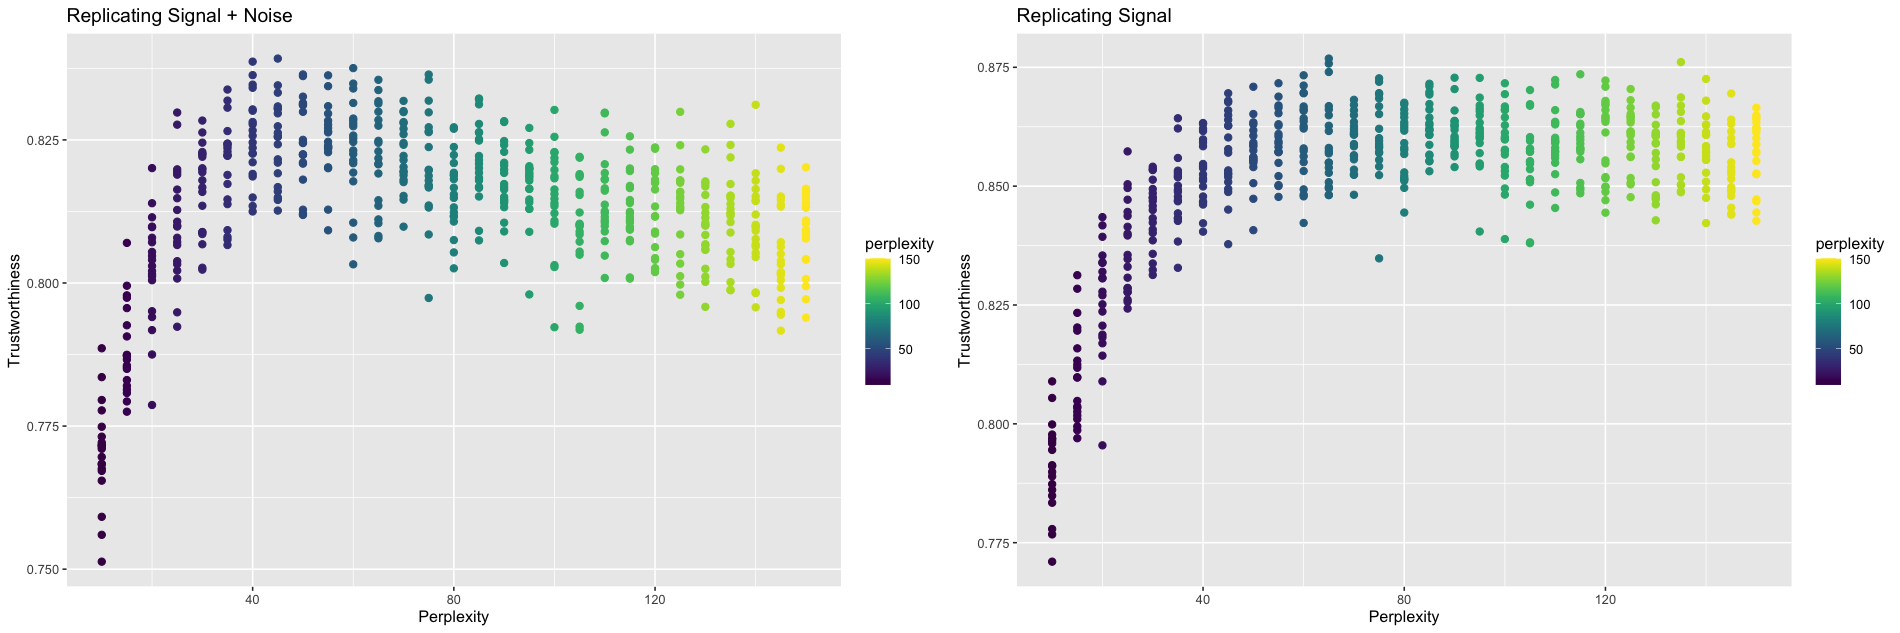 Replicating Signal + Noise
Trustworthiness
0.825
0.800
0.775
0.750
40
80
120
Perplexity
perplexity
150
100
50
Replicating Signal
Trustworthiness
0.875
0.850
0.825
0.800
0.775
40
80
120
Perplexity
perplexity
150
100
50